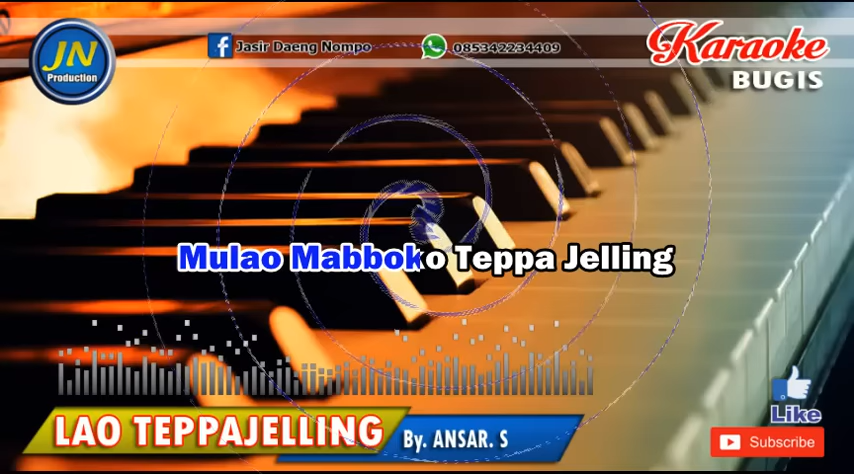 JN
Production
Jasir Daeng Nompo
085342234409
Karaoke
BUGIS
Mulao Mabboko Teppa Jelling
LAO TEPPAJELLING
By. ANSAR. S
Like
Subscribe